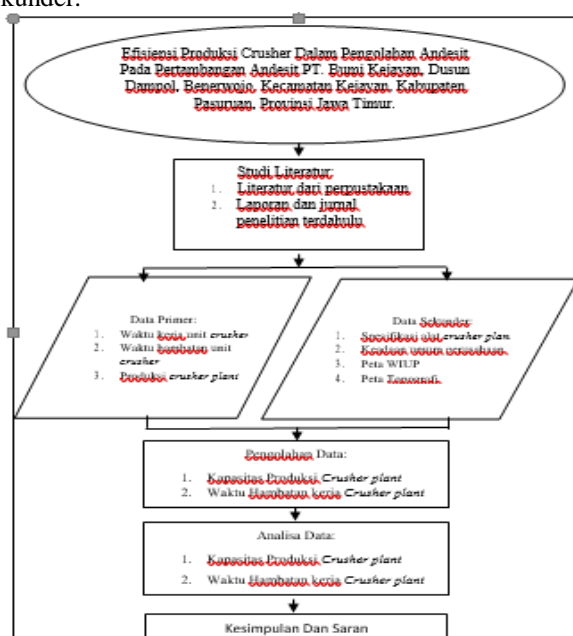 kunder.
Efisiensi Produksi Crusher Dalam Pengolahan Andesit
Pada Pertambangan Andesit PT. Bumi Kejayan, Dusun
Dampol, Benerwojo, Kecamatan Kejayan, Kabupaten
Pasuruan, Provinsi Jawa Timur.
Studi Literatur:
1. Literatur dari perpustakaan
2. Laporan dan jurnal
penelitian terdahulu
Data Primer:
1. Waktu kerja unit crusher
2. Waktu hambatan unit
crusher
3. Produksi crusher plant
Data Sekunder:
1. Spesifikasi alat crusher plan
2. Keadaan umum perusahaan
3. Peta WIUP
4. Peta Topografi
Pengolahan Data:
1. Kapasitas Produksi Crusher plant
2. Waktu Hambatan kerja Crusher plant
Analisa Data:
1. Kapasitas Produksi Crusher plant
2. Waktu Hambatan kerja Crusher plant
Kesimpulan Dan Saran